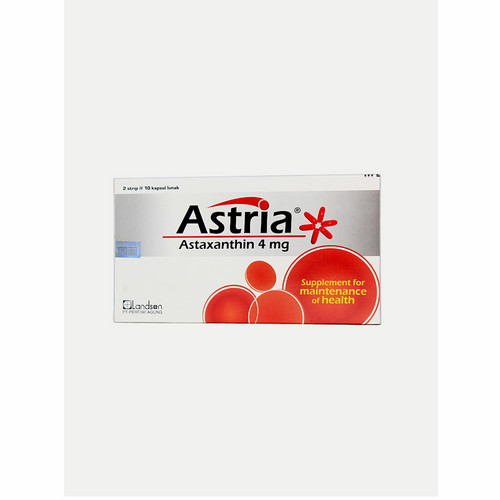 2 strip @ 10 kapsul lunak
Astria®
Astaxanthin 4 mg
Supplement for
maintenance
of health
Landson
PT PERTIWI AGUNG